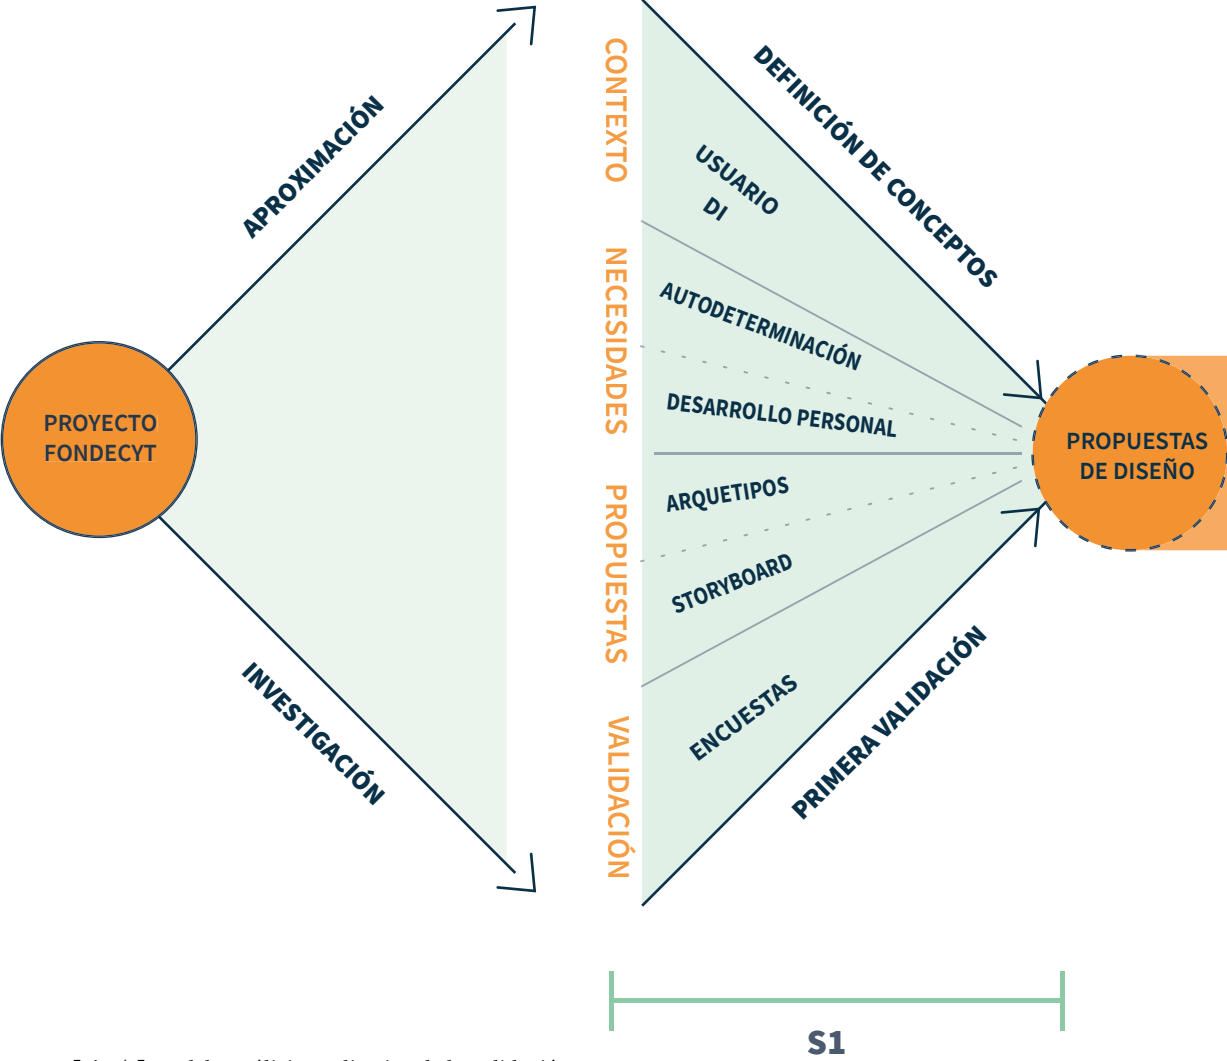 APROXIMACIÓN
PROYECTO
FONDECYT
INVESTIGACIÓN
CONTEXTO
NECESIDADES
PROPUESTAS
VALIDACIÓN
DEFINICIÓN DE CONCEPTOS
USUARIO
DI
AUTODETERMINACIÓN
DESARROLLO PERSONAL
ARQUETIPOS
STORYBOARD
ENCUESTAS
PRIMERA VALIDACIÓN
PROPUESTAS
DE DISEÑO
S1